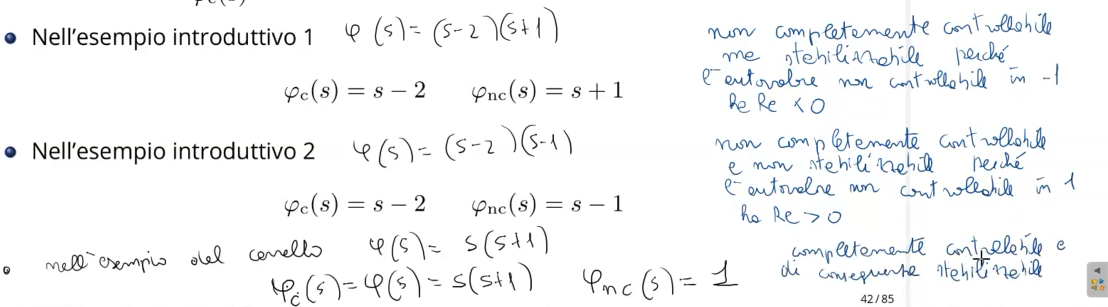 • Nell'esempio introduttivo 1 φ(s) = (s-2)(s+1)
φc(s) = s − 2 φnc(s) = s + 1
non completamente controllabile
ma stabilizzabile perché
l'autovalore non controllabile in -1
ha Re < 0
• Nell'esempio introduttivo 2 φ(s) = (s-2)(s-1)
φc(s) = s − 2 φnc(s) = s − 1
non completamente controllabile
e non stabilizzabile perché
l'autovalore non controllabile in 1
ha Re > 0
• nell'esempio del carrello φ(s) = s(s+1)
φc(s) = φ(s) = s(s+1) φnc(s) = 1
completamente controllabile e
di conseguenza stabilizzabile
42 / 85